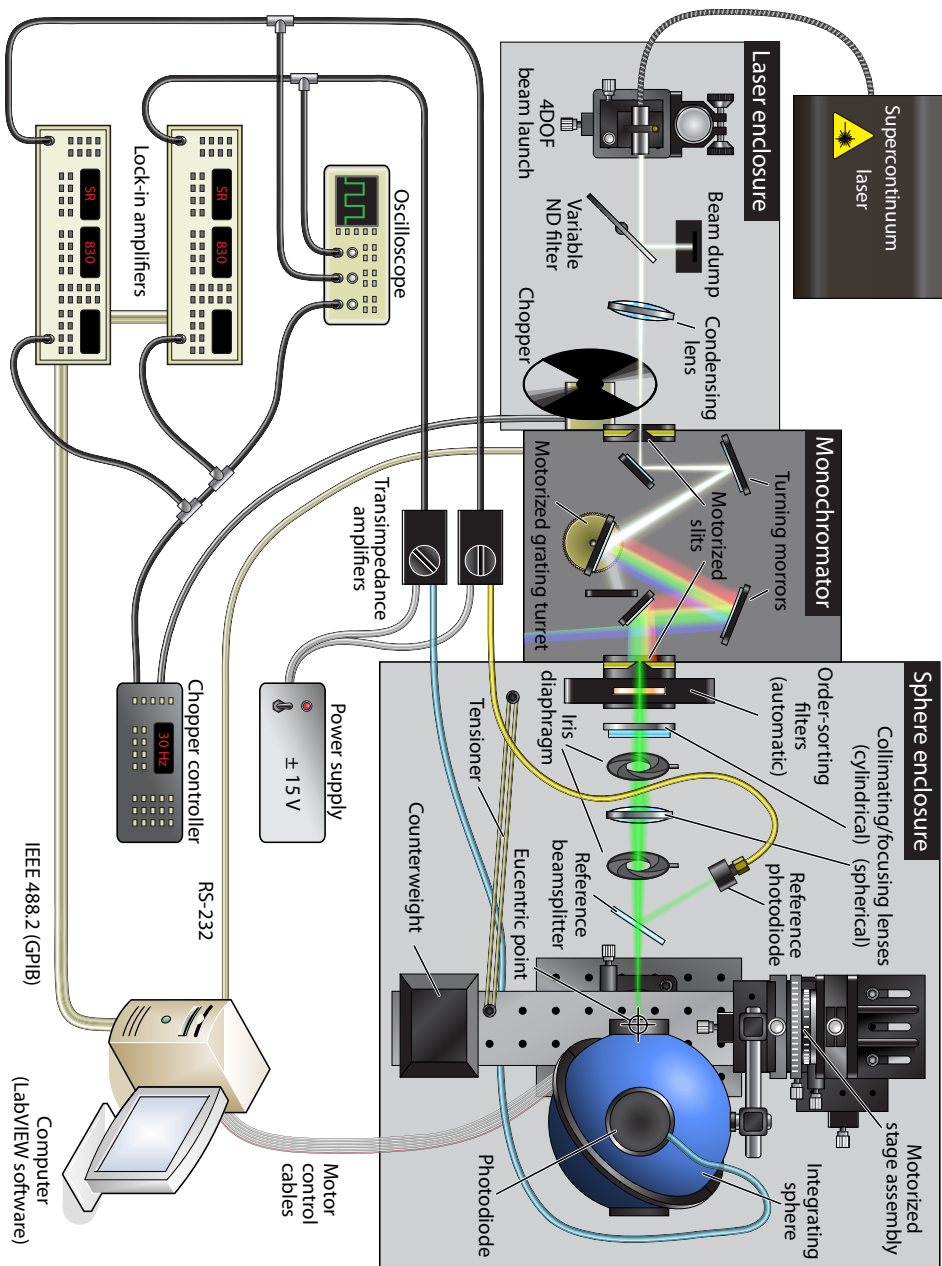 Supercontinuum
laser
Laser enclosure
4DOF
beam launch
Beam dump
Variable
ND filter
Condensing
lens
Chopper
Monochromator
Turning morrors
Motorized
slits
Motorized grating turret
Sphere enclosure
Order-sorting
filters
(automatic)
Collimating/focusing lenses
(cylindrical) (spherical)
Iris
diaphragm
Reference
photodiode
Reference
beamsplitter
Eucentric point
Tensioner
Counterweight
Motorized
stage assembly
Integrating
sphere
Photodiode
Oscilloscope
Lock-in amplifiers
SR
830
SR
830
Transimpedance
amplifiers
Power supply
± 15 V
Chopper controller
30 Hz
RS-232
IEEE 488.2 (GPIB)
Motor
control
cables
Computer
(LabVIEW software)